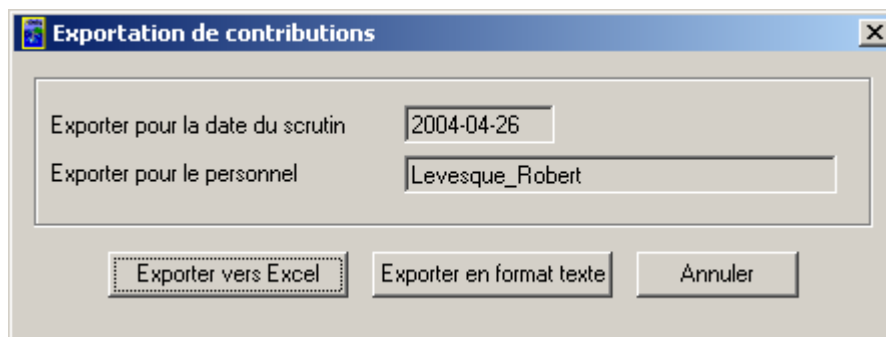 Exportation de contributions
Exporter pour la date du scrutin 2004-04-26
Exporter pour le personnel Levesque_Robert
Exporter vers Excel Exporter en format texte Annuler